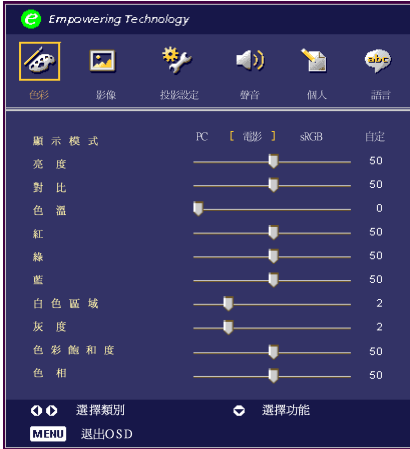 Empowering Technology
色彩 影像 投影設定 聲音 個人 語言
顯示模式 PC 【電影】 sRGB 自定
亮度 50
對比 50
色溫 0
紅 50
綠 50
藍 50
白色區域 2
灰度 2
色彩飽和度 50
色相 50
選擇類別 選擇功能
MENU 退出OSD